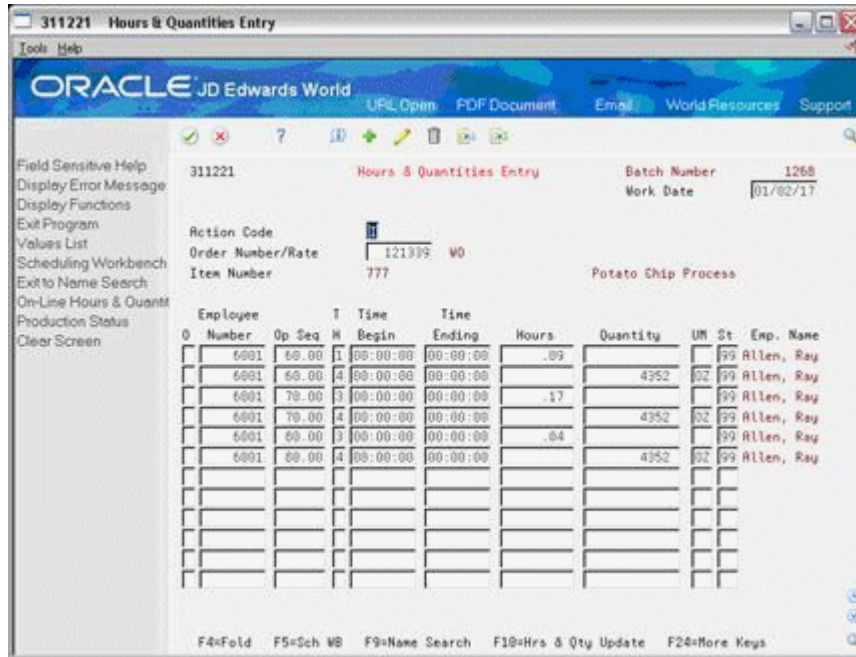 311221 Hours & Quantities Entry
Tools Help
ORACLE JD Edwards World
URL Open PDF Document Email World Resources Support
Field Sensitive Help
Display Error Message
Display Functions
Exit Program
Values List
Scheduling Workbench
Exit to Name Search
On-Line Hours & Quantit
Production Status
Clear Screen
311221 Hours & Quantities Entry Batch Number 1268
Work Date 01/02/17
Action Code I
Order Number/Rate 121339 WO
Item Number 777 Potato Chip Process
Employee T Time Time
O Number Op Seq M Begin Ending Hours Quantity UM St Emp. Name
6001 60.00 1 00:00:00 00:00:00 .09 99 Allen, Ray
6001 60.00 4 00:00:00 00:00:00 4352 OZ 99 Allen, Ray
6001 70.00 3 00:00:00 00:00:00 .17 99 Allen, Ray
6001 70.00 4 00:00:00 00:00:00 4352 OZ 99 Allen, Ray
6001 80.00 3 00:00:00 00:00:00 .04 99 Allen, Ray
6001 80.00 4 00:00:00 00:00:00 4352 OZ 99 Allen, Ray
F4=Fold F5=Sch WB F9=Name Search F10=Hrs & Qty Update F24=More Keys